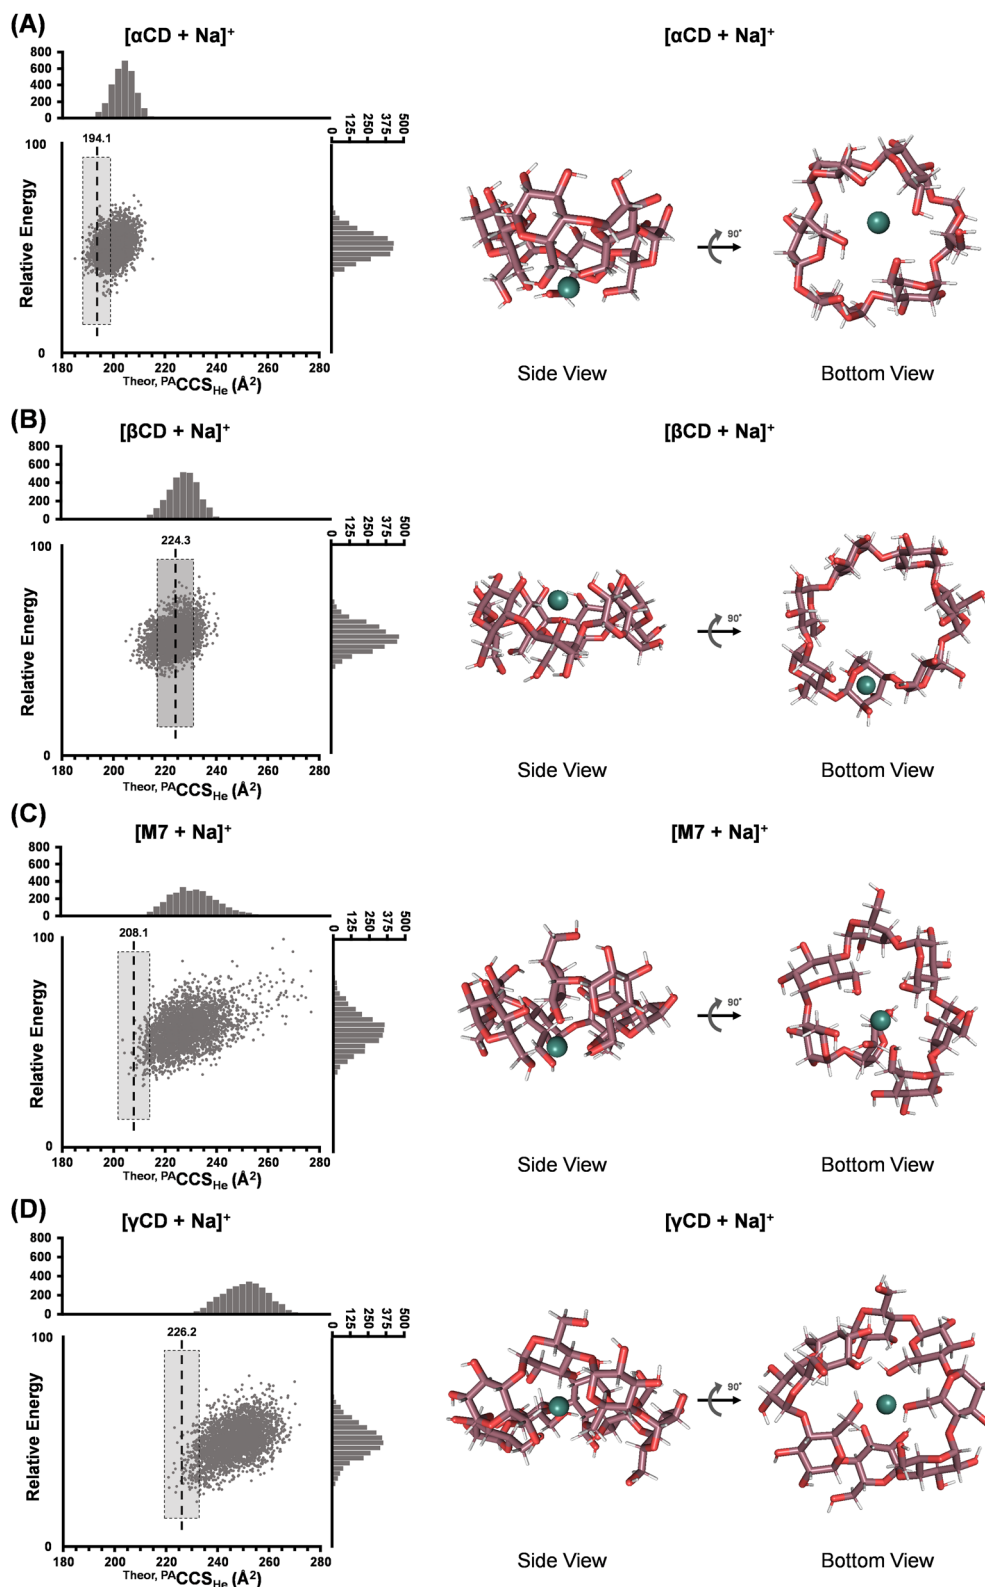 (A)
[αCD + Na]⁺
[αCD + Na]⁺
800
600
400
200
0
0
125
250
375
500
194.1
100
Relative Energy
0
180 200 220 240 260 280
Theor, PACCSHe (Å²)
90°
Side View
Bottom View
(B)
[βCD + Na]⁺
[βCD + Na]⁺
800
600
400
200
0
0
125
250
375
500
224.3
100
Relative Energy
0
180 200 220 240 260 280
Theor, PACCSHe (Å²)
90°
Side View
Bottom View
(C)
[M7 + Na]⁺
[M7 + Na]⁺
800
600
400
200
0
0
125
250
375
500
208.1
100
Relative Energy
0
180 200 220 240 260 280
Theor, PACCSHe (Å²)
90°
Side View
Bottom View
(D)
[γCD + Na]⁺
[γCD + Na]⁺
800
600
400
200
0
0
125
250
375
500
226.2
100
Relative Energy
0
180 200 220 240 260 280
Theor, PACCSHe (Å²)
90°
Side View
Bottom View